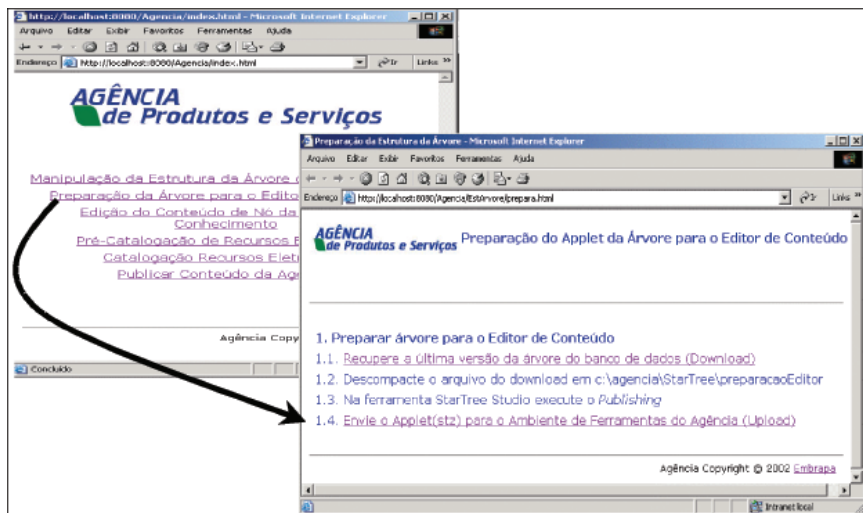 http://localhost:8080/Agencia/index.html - Microsoft Internet Explorer
Arquivo Editar Exibir Favoritos Ferramentas Ajuda
Endereço http://localhost:8080/Agencia/index.html Ir Links »
AGÊNCIA
de Produtos e Serviços
Manipulação da Estrutura da Árvore
Preparação da Árvore para o Edito
Edição do Conteúdo de Nó da
Conhecimento
Pré-Catalogação de Recursos E
Catalogação Recursos Elet
Publicar Conteúdo da Ag
Agência Copy
Concluído
Preparação da Estrutura da Árvore - Microsoft Internet Explorer
Arquivo Editar Exibir Favoritos Ferramentas Ajuda
Endereço http://localhost:8080/Agencia/EstArvore/prepara.html Ir Links »
AGÊNCIA
de Produtos e Serviços
Preparação do Applet da Árvore para o Editor de Conteúdo
1. Preparar árvore para o Editor de Conteúdo
1.1. Recupere a última versão da árvore do banco de dados (Download)
1.2. Descompacte o arquivo do download em c:\agencia\StarTree\preparacaoEditor
1.3. Na ferramenta StarTree Studio execute o Publishing
1.4. Envie o Applet(stz) para o Ambiente de Ferramentas do Agência (Upload)
Agência Copyright © 2002 Embrapa
Intranet local